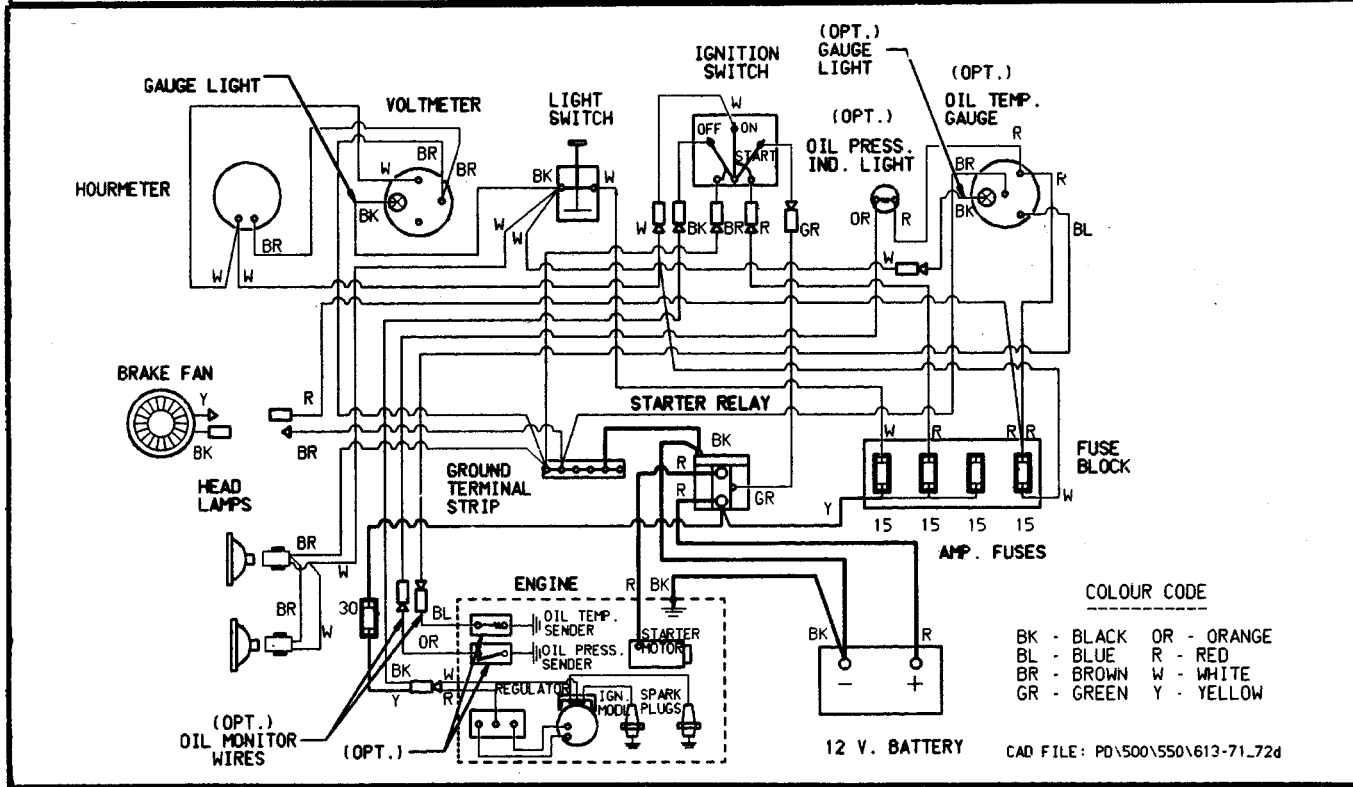 (OPT.)
GAUGE
LIGHT
IGNITION
SWITCH
(OPT.)
OIL TEMP.
GAUGE
GAUGE LIGHT
VOLTMETER
LIGHT
SWITCH
(OPT.)
OIL PRESS.
IND. LIGHT
HOURMETER
OFF
ON
START
W
R
BR
BR
W
BK
BK
W
BR
BK
R
OR
R
BL
BR
W
W
W
W
W
BK
BR
R
GR
W
BRAKE FAN
Y
BK
R
BR
STARTER RELAY
BK
R
R
GR
W
R
R
R
FUSE
BLOCK
Y
W
15
15
15
15
AMP. FUSES
GROUND
TERMINAL
STRIP
HEAD
LAMPS
BR
W
BR
W
30
ENGINE
R
BK
BL
OR
BK
Y
W
R
OIL TEMP.
SENDER
OIL PRESS.
SENDER
STARTER
MOTOR
REGULATOR
IGN.
MODL
SPARK
PLUGS
(OPT.)
OIL MONITOR
WIRES
(OPT.)
BK
R
-
+
12 V. BATTERY
COLOUR CODE
BK - BLACK OR - ORANGE
BL - BLUE R - RED
BR - BROWN W - WHITE
GR - GREEN Y - YELLOW
CAD FILE: PD\500\550\613-71_72d